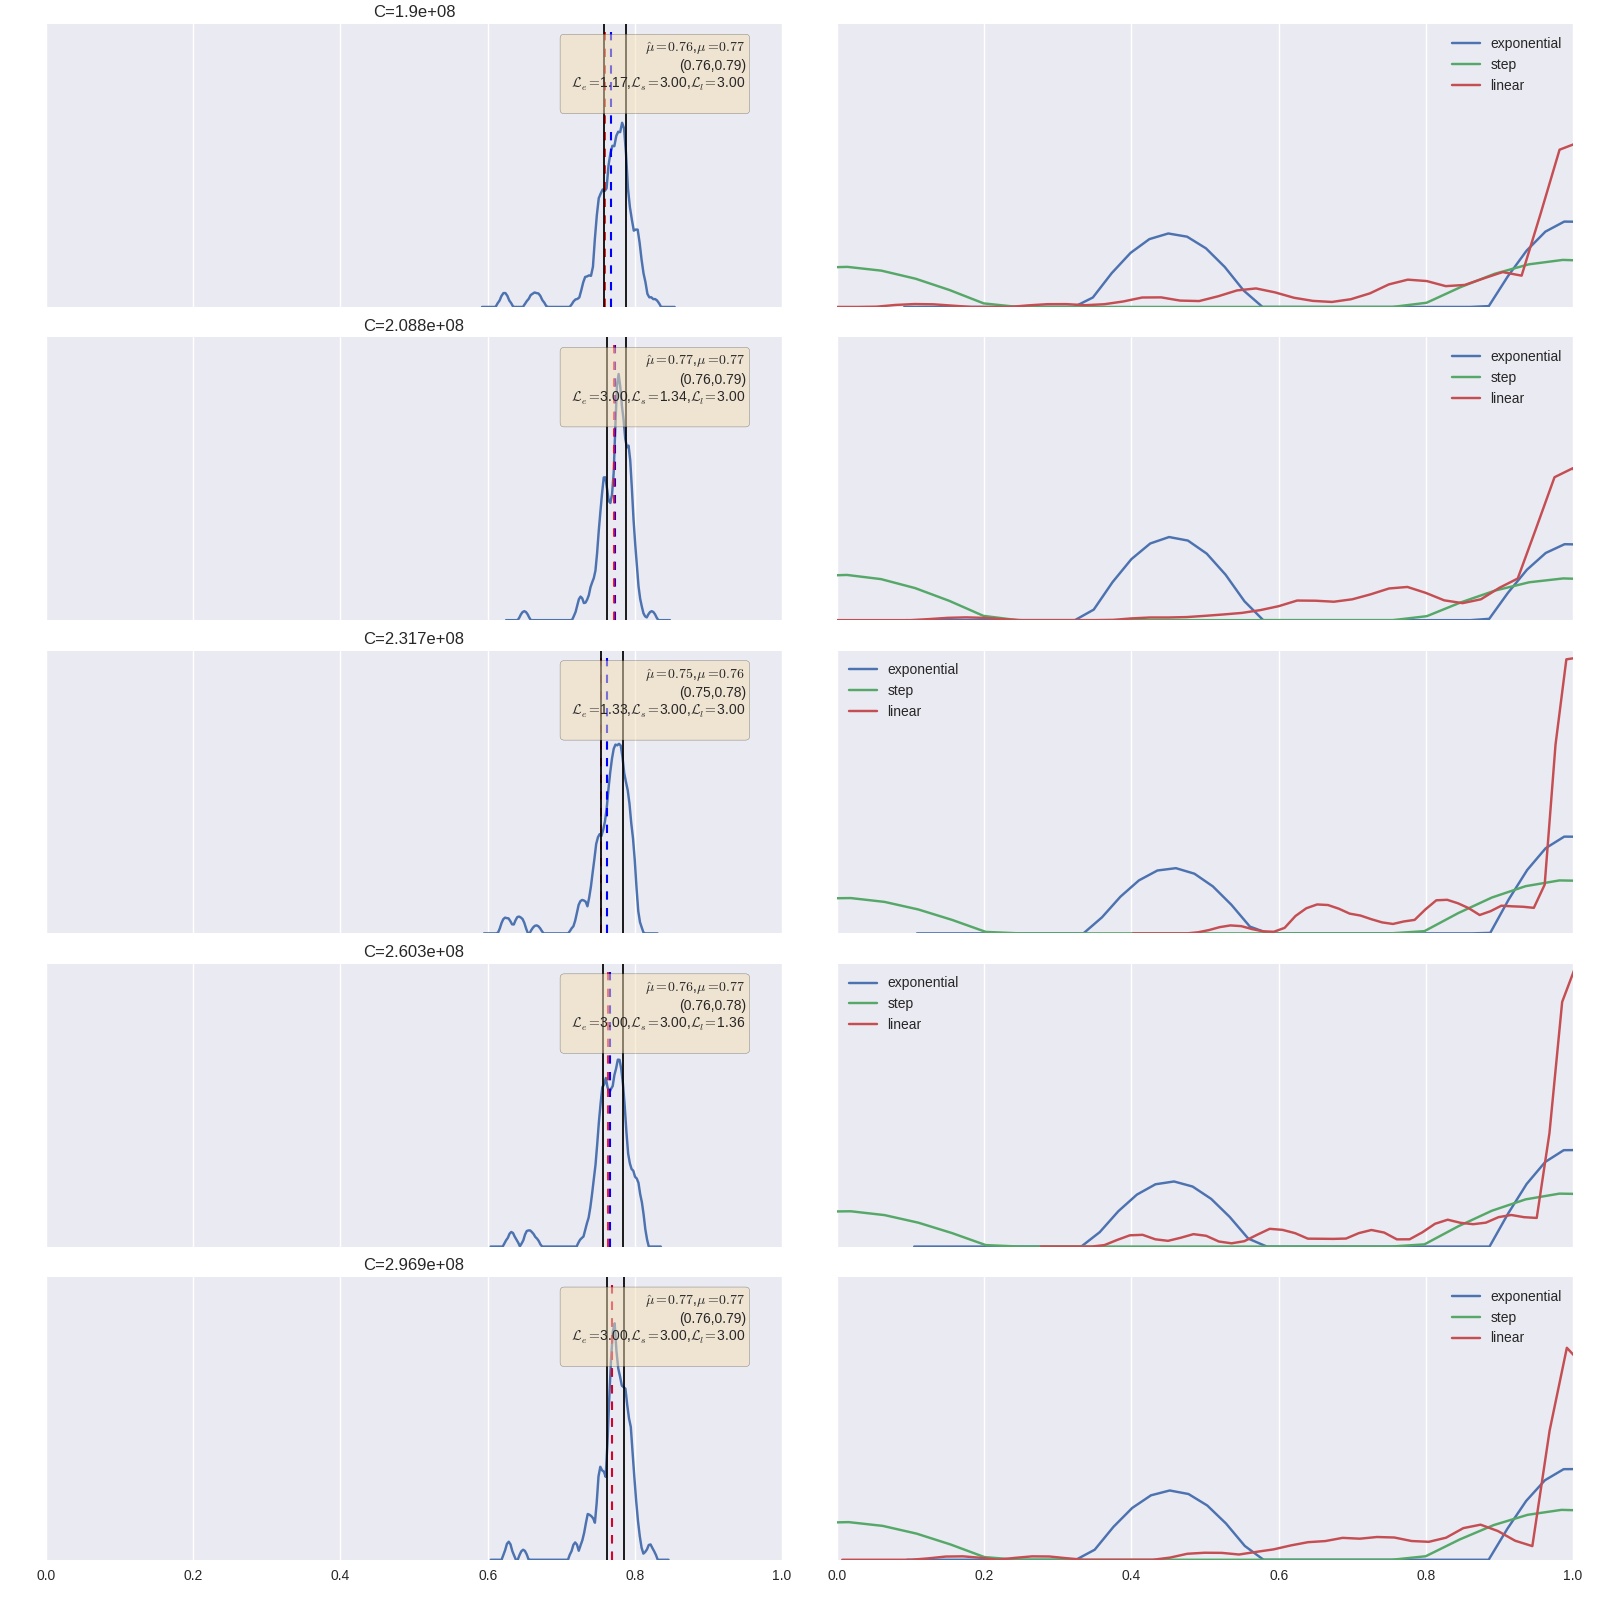 C=1.9e+08
μ̂=0.76,μ=0.77
(0.76,0.79)
ℒₑ=1.17,ℒₛ=3.00,ℒₗ=3.00
exponential
step
linear
C=2.088e+08
μ̂=0.77,μ=0.77
(0.76,0.79)
ℒₑ=3.00,ℒₛ=1.34,ℒₗ=3.00
exponential
step
linear
C=2.317e+08
μ̂=0.75,μ=0.76
(0.75,0.78)
ℒₑ=1.33,ℒₛ=3.00,ℒₗ=3.00
exponential
step
linear
C=2.603e+08
μ̂=0.76,μ=0.77
(0.76,0.78)
ℒₑ=3.00,ℒₛ=3.00,ℒₗ=1.36
exponential
step
linear
C=2.969e+08
μ̂=0.77,μ=0.77
(0.76,0.79)
ℒₑ=3.00,ℒₛ=3.00,ℒₗ=3.00
exponential
step
linear
0.0 0.2 0.4 0.6 0.8 1.0
0.0 0.2 0.4 0.6 0.8 1.0